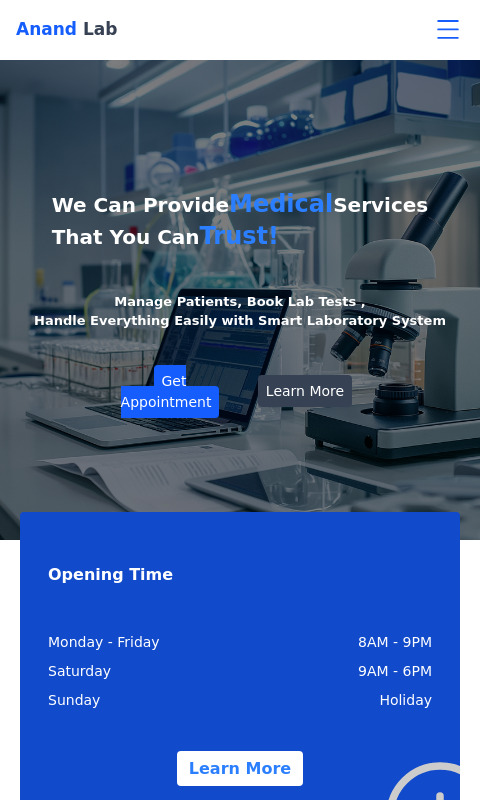 Anand Lab
We Can Provide Medical Services
That You Can Trust!
Manage Patients, Book Lab Tests ,
Handle Everything Easily with Smart Laboratory System
Get
Appointment
Learn More
Opening Time
Monday - Friday 8AM - 9PM
Saturday 9AM - 6PM
Sunday Holiday
Learn More